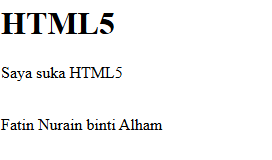 HTML5
Saya suka HTML5
Fatin Nurain binti Alham